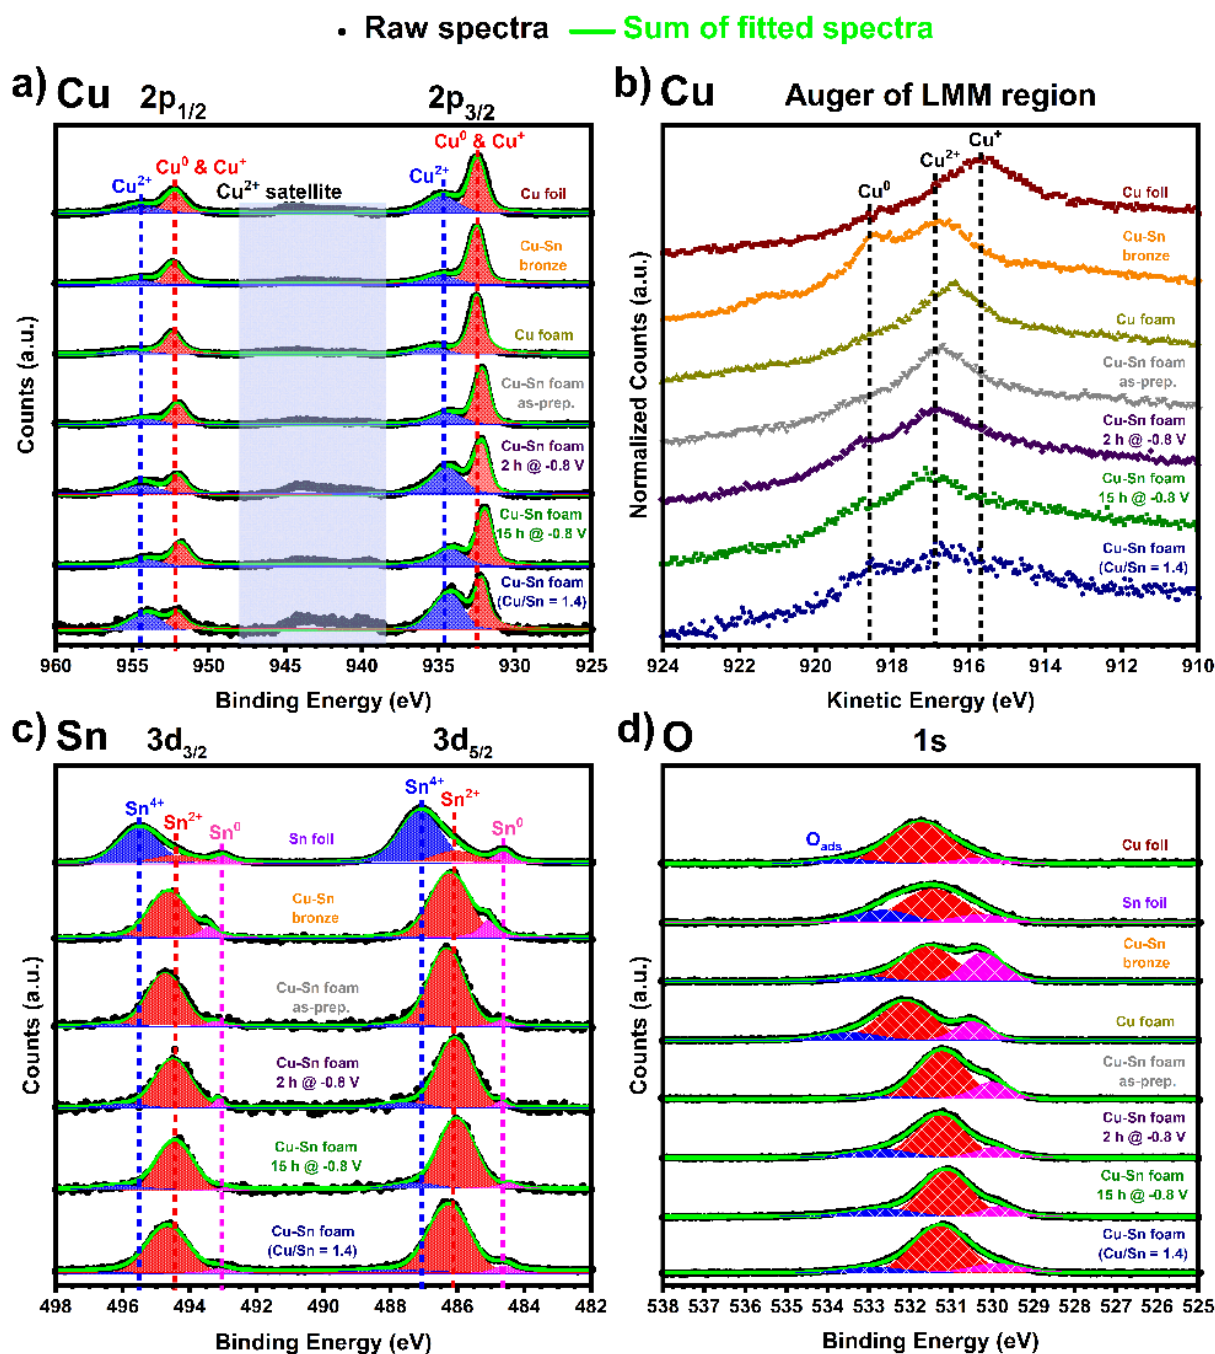 • Raw spectra — Sum of fitted spectra
a) Cu 2p1/2 2p3/2
Cu2+
Cu0 & Cu+
Cu2+ satellite
Cu2+
Cu0 & Cu+
Cu foil
Cu-Sn
bronze
Cu foam
Cu-Sn foam
as-prep.
Cu-Sn foam
2 h @ -0.8 V
Cu-Sn foam
15 h @ -0.8 V
Cu-Sn foam
(Cu/Sn = 1.4)
Counts (a.u.)
960 955 950 945 940 935 930 925
Binding Energy (eV)
b) Cu Auger of LMM region
Cu0
Cu2+
Cu+
Cu foil
Cu-Sn
bronze
Cu foam
Cu-Sn foam
as-prep.
Cu-Sn foam
2 h @ -0.8 V
Cu-Sn foam
15 h @ -0.8 V
Cu-Sn foam
(Cu/Sn = 1.4)
Normalized Counts (a.u.)
924 922 920 918 916 914 912 910
Kinetic Energy (eV)
c) Sn 3d3/2 3d5/2
Sn4+
Sn2+
Sn0
Sn4+
Sn2+
Sn0
Sn foil
Cu-Sn
bronze
Cu-Sn foam
as-prep.
Cu-Sn foam
2 h @ -0.8 V
Cu-Sn foam
15 h @ -0.8 V
Cu-Sn foam
(Cu/Sn = 1.4)
Counts (a.u.)
498 496 494 492 490 488 486 484 482
Binding Energy (eV)
d) O 1s
Oads
Cu foil
Sn foil
Cu-Sn
bronze
Cu foam
Cu-Sn foam
as-prep.
Cu-Sn foam
2 h @ -0.8 V
Cu-Sn foam
15 h @ -0.8 V
Cu-Sn foam
(Cu/Sn = 1.4)
Counts (a.u.)
538 537 536 535 534 533 532 531 530 529 528 527 526 525
Binding Energy (eV)